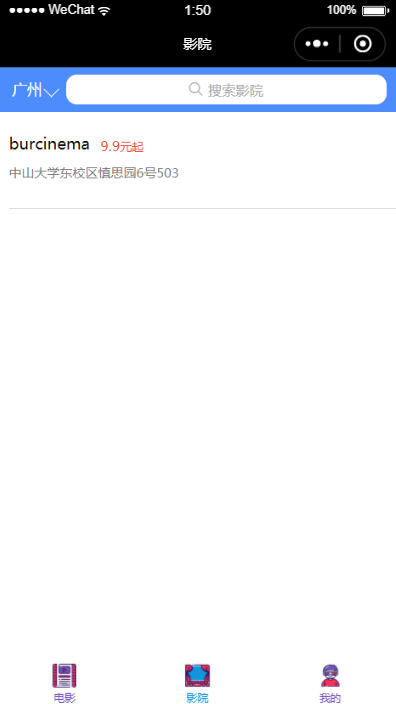 WeChat 1:50 100%
影院
广州 搜索影院
burcinema 9.9元起
中山大学东校区慎思园6号503
电影 影院 我的